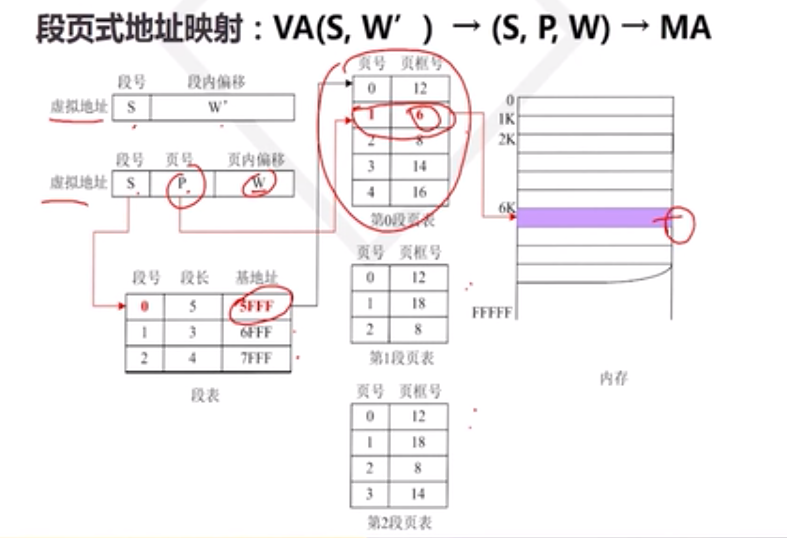 段页式地址映射：VA(S, W′) → (S, P, W) → MA
段号 段内偏移
虚拟地址 S W'
段号 页号 页内偏移
虚拟地址 S P W
段号 段长 基地址
0 5 5FFF
1 3 6FFF
2 4 7FFF
段表
页号 页框号
0 12
1 6
2 8
3 14
4 16
第0段页表
页号 页框号
0 12
1 18
2 8
第1段页表
页号 页框号
0 12
1 18
2 8
3 14
第2段页表
0
1K
2K
6K
FFFFF
内存